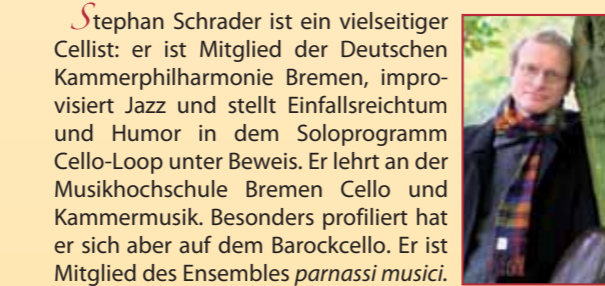 Stephan Schrader ist ein vielseitiger
Cellist: er ist Mitglied der Deutschen
Kammerphilharmonie Bremen, impro-
visiert Jazz und stellt Einfallsreichtum
und Humor in dem Soloprogramm
Cello-Loop unter Beweis. Er lehrt an der
Musikhochschule Bremen Cello und
Kammermusik. Besonders profiliert hat
er sich aber auf dem Barockcello. Er ist
Mitglied des Ensembles parnassi musici.